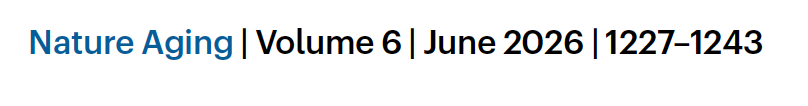 Nature Aging | Volume 6 | June 2026 | 1227–1243